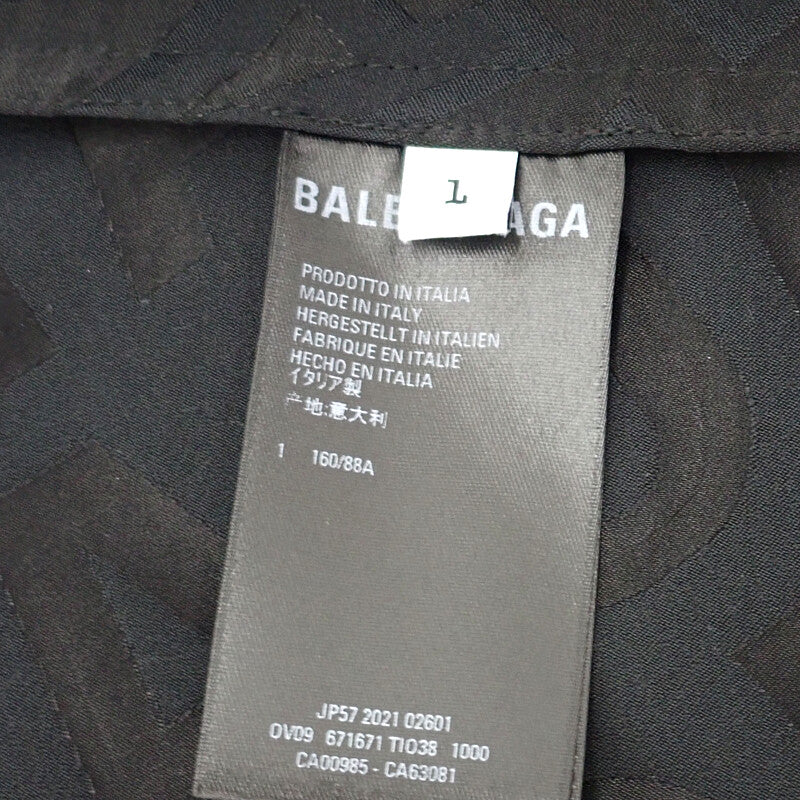 BALE AGA
1
PRODOTTO IN ITALIA
MADE IN ITALY
HERGESTELLT IN ITALIEN
FABRIQUE EN ITALIE
HECHO EN ITALIA
イタリア製
产地:意大利
1 160/88A
JP57 2021 02601
OV09 671671 TIO38 1000
CA00985 - CA63081